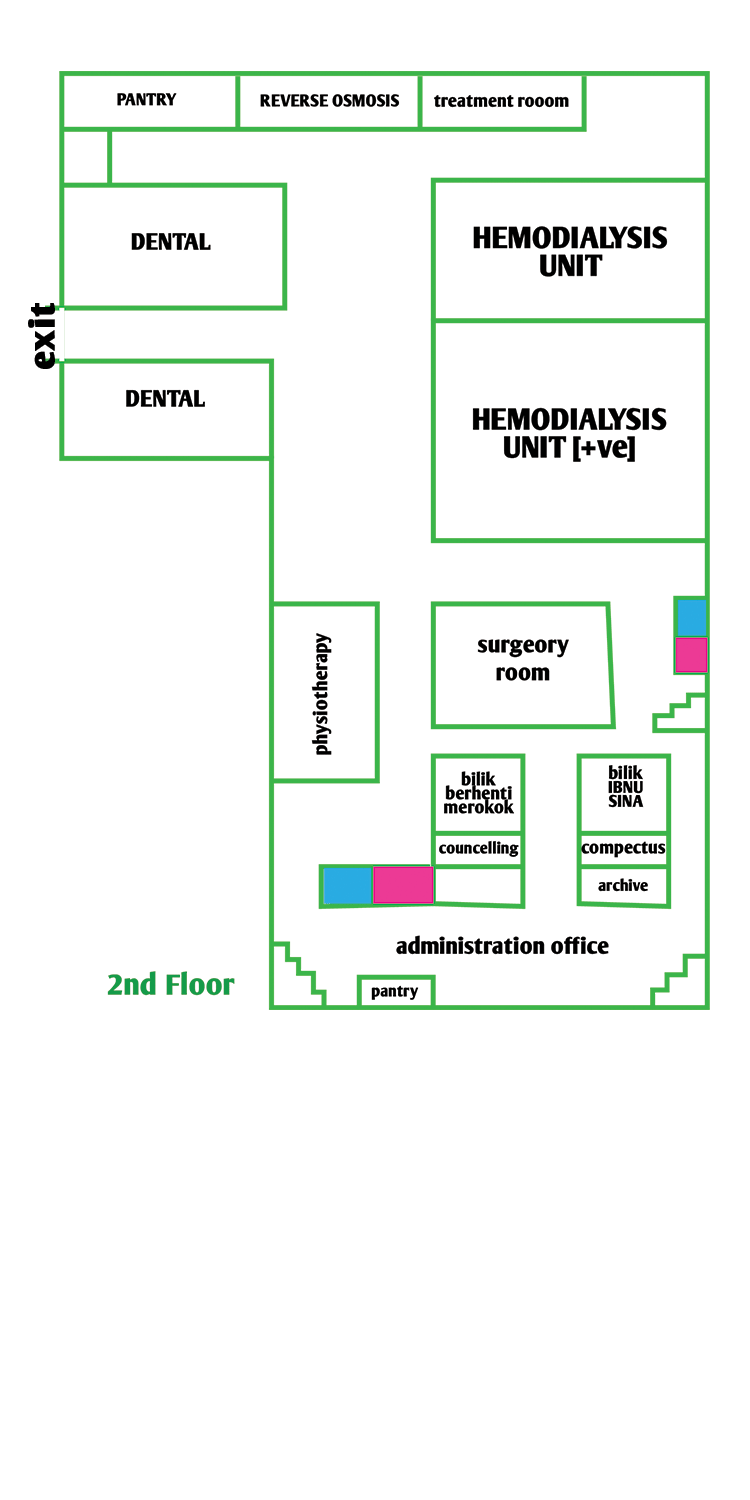 PANTRY
REVERSE OSMOSIS
treatment rooom
DENTAL
HEMODIALYSIS
UNIT
exit
DENTAL
HEMODIALYSIS
UNIT [+ve]
physiotherapy
surgeory
room
bilik
berhenti
merokok
bilik
IBNU
SINA
councelling
compectus
archive
administration office
2nd Floor
pantry